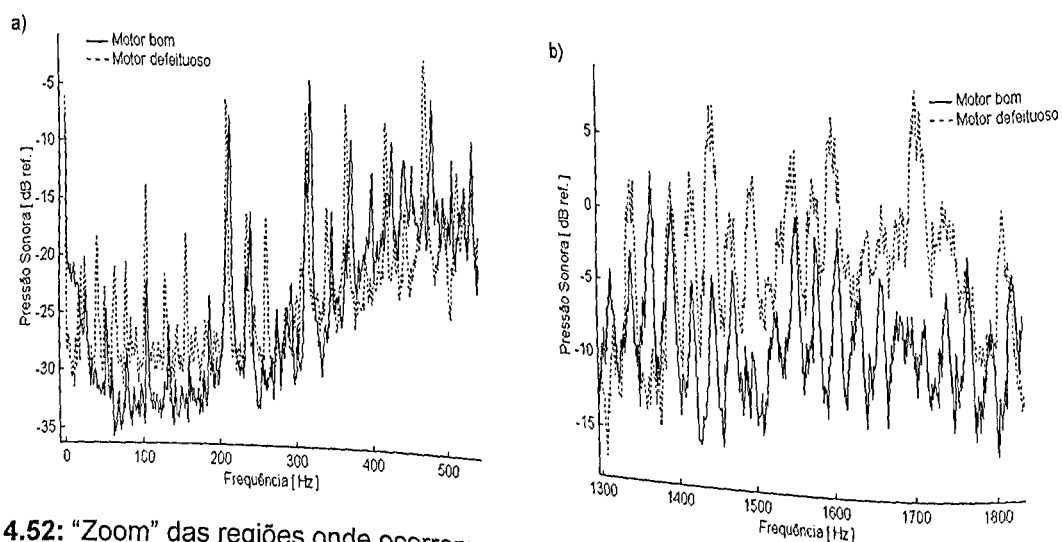 a)
Motor bom
Motor defeituoso
Pressão Sonora [ dB ref.]
-5
-10
-15
-20
-25
-30
-35
0
100
200
300
400
500
Frequência [ Hz ]
b)
Motor bom
Motor defeituoso
Pressão Sonora [ dB ref.]
5
0
-5
-10
-15
1300
1400
1500
1600
1700
1800
Frequência [ Hz ]
4.52: "Zoom" das regiões onde ocorrem